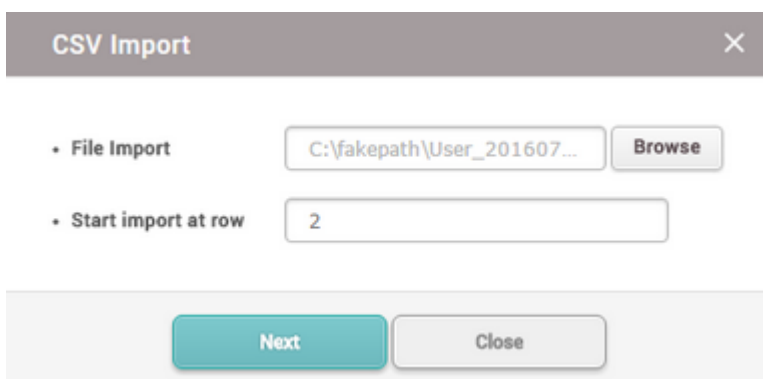 CSV Import
File Import C:\fakepath\User_201607... Browse
Start import at row 2
Next Close